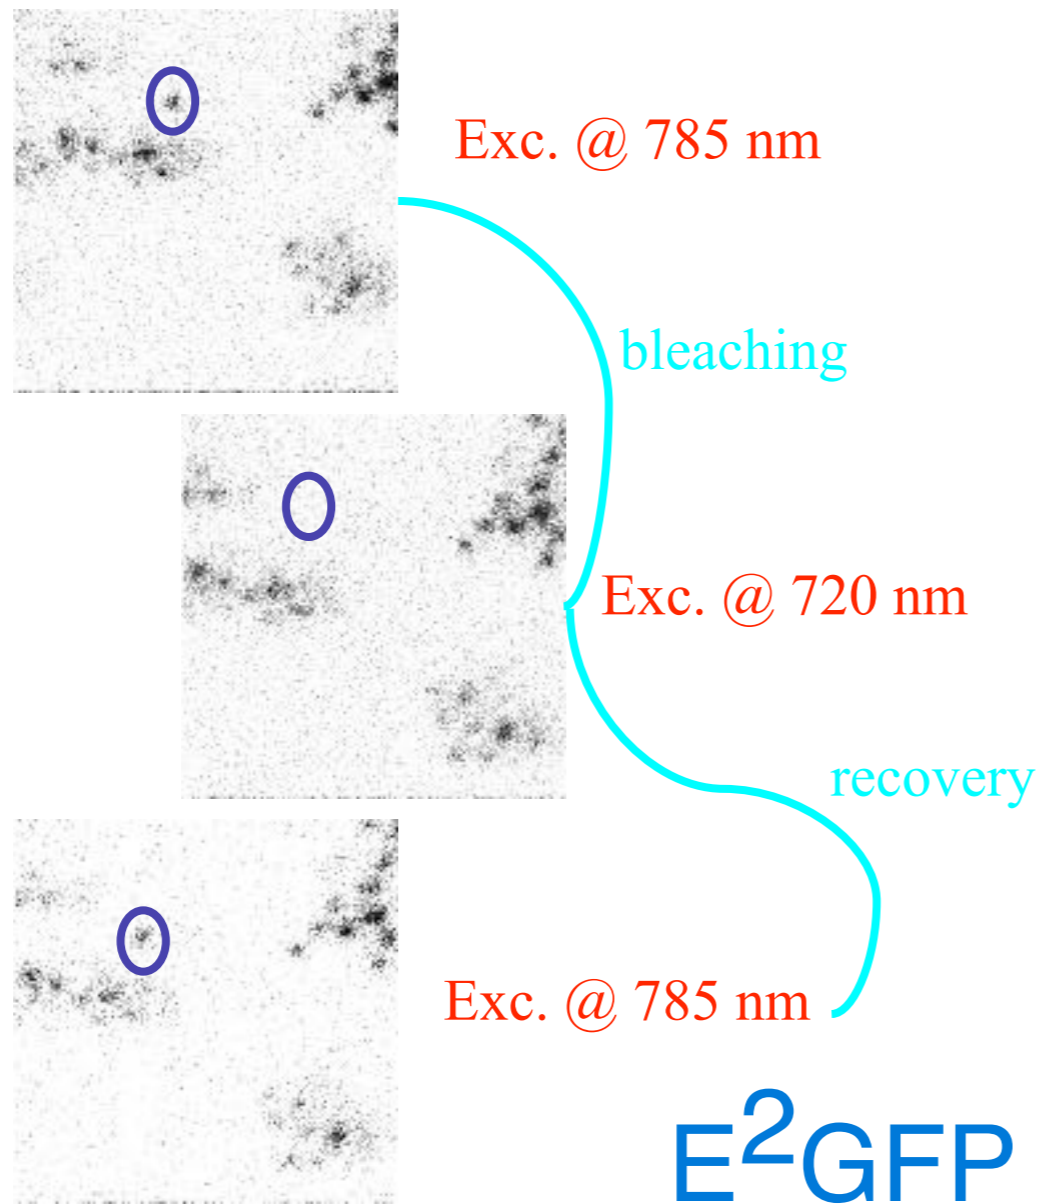 Exc. @ 785 nm
bleaching
Exc. @ 720 nm
recovery
Exc. @ 785 nm
E²GFP